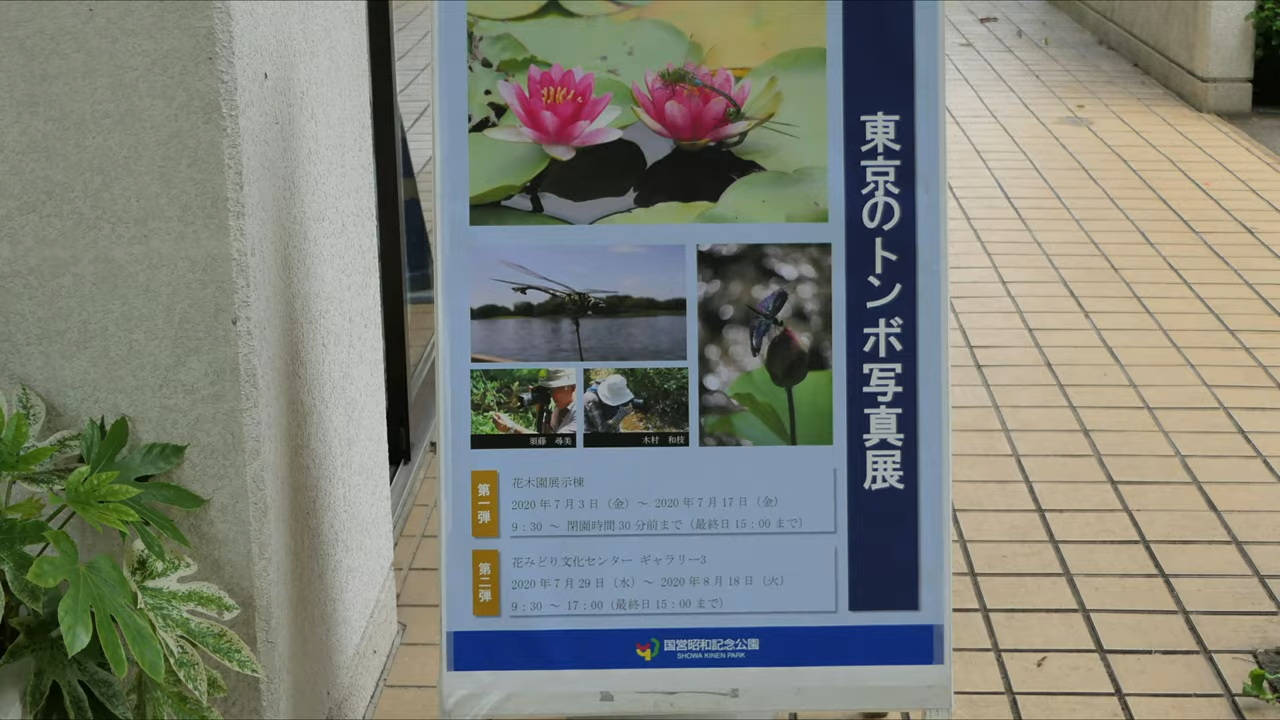 東京のトンボ写真展
須藤 尋美
木村 和枝
第一弾
花木園展示棟
2020年7月3日（金）～ 2020年7月17日（金）
9：30 ～ 閉園時間30分前まで（最終日15：00まで）
第二弾
花みどり文化センター ギャラリー3
2020年7月29日（水）～ 2020年8月18日（火）
9：30 ～ 17：00（最終日15：00まで）
国営昭和記念公園
SHOWA KINEN PARK